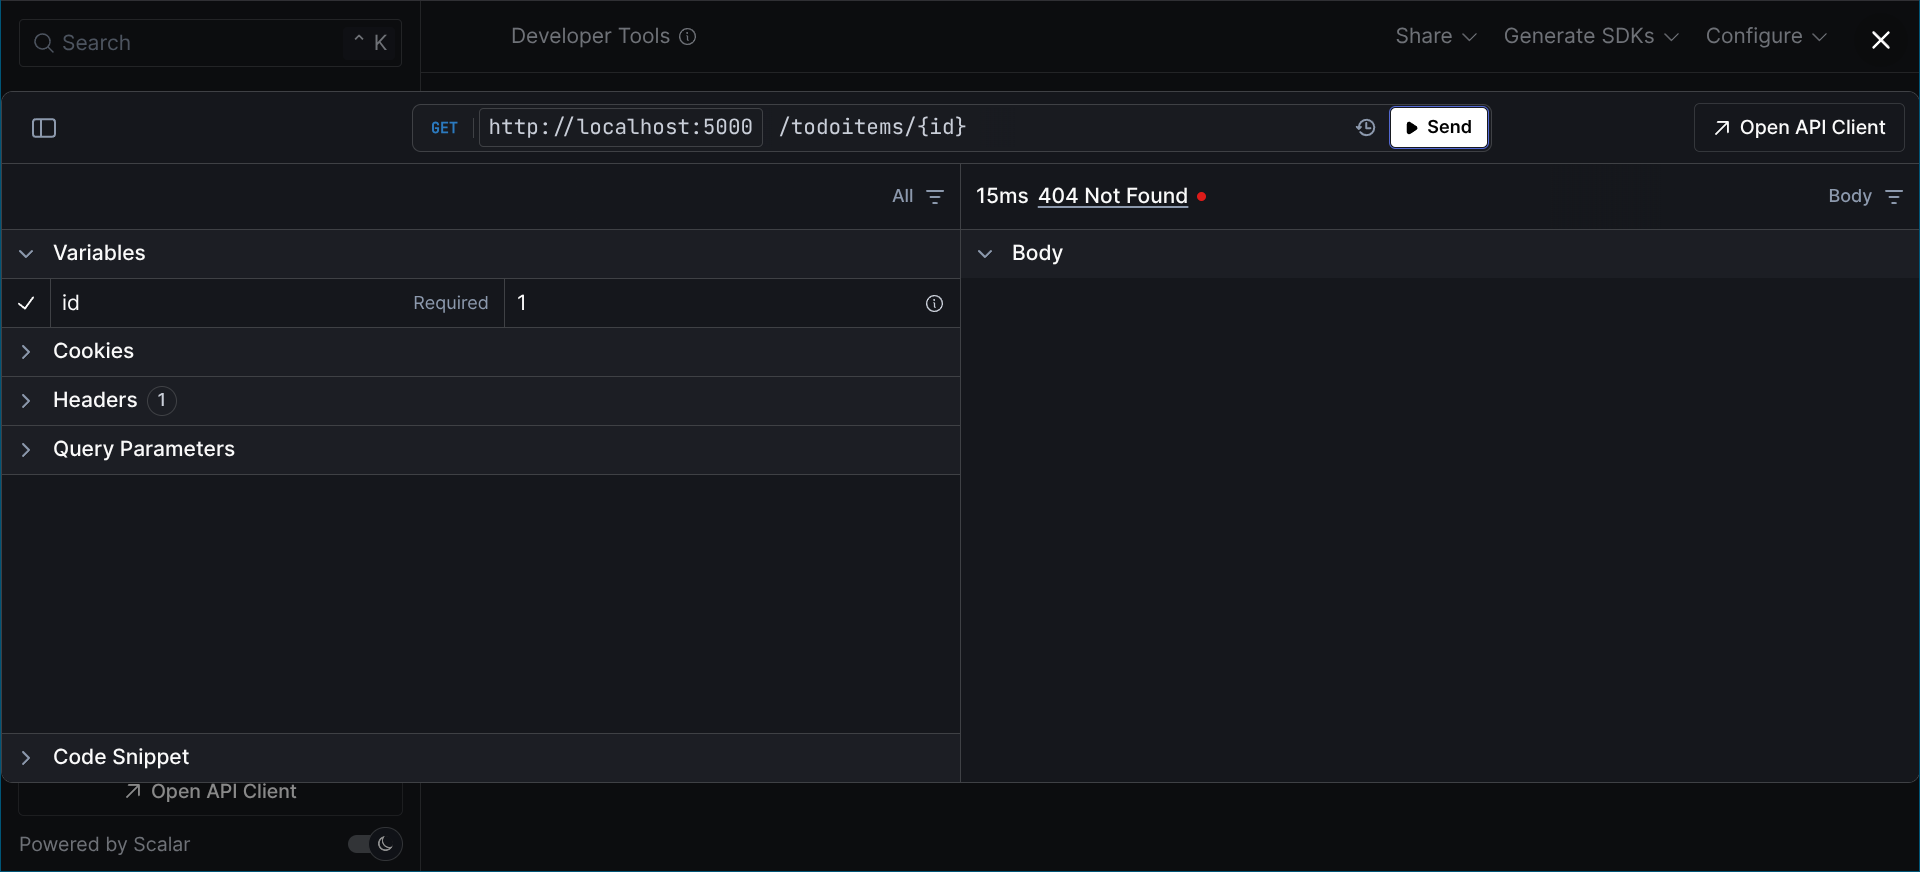 Search
^ K
Developer Tools
Share
Generate SDKs
Configure
GET
http://localhost:5000
/todoitems/{id}
Send
Open API Client
All
Variables
id
Required
1
Cookies
Headers 1
Query Parameters
Code Snippet
15ms 404 Not Found
Body
Body
Open API Client
Powered by Scalar